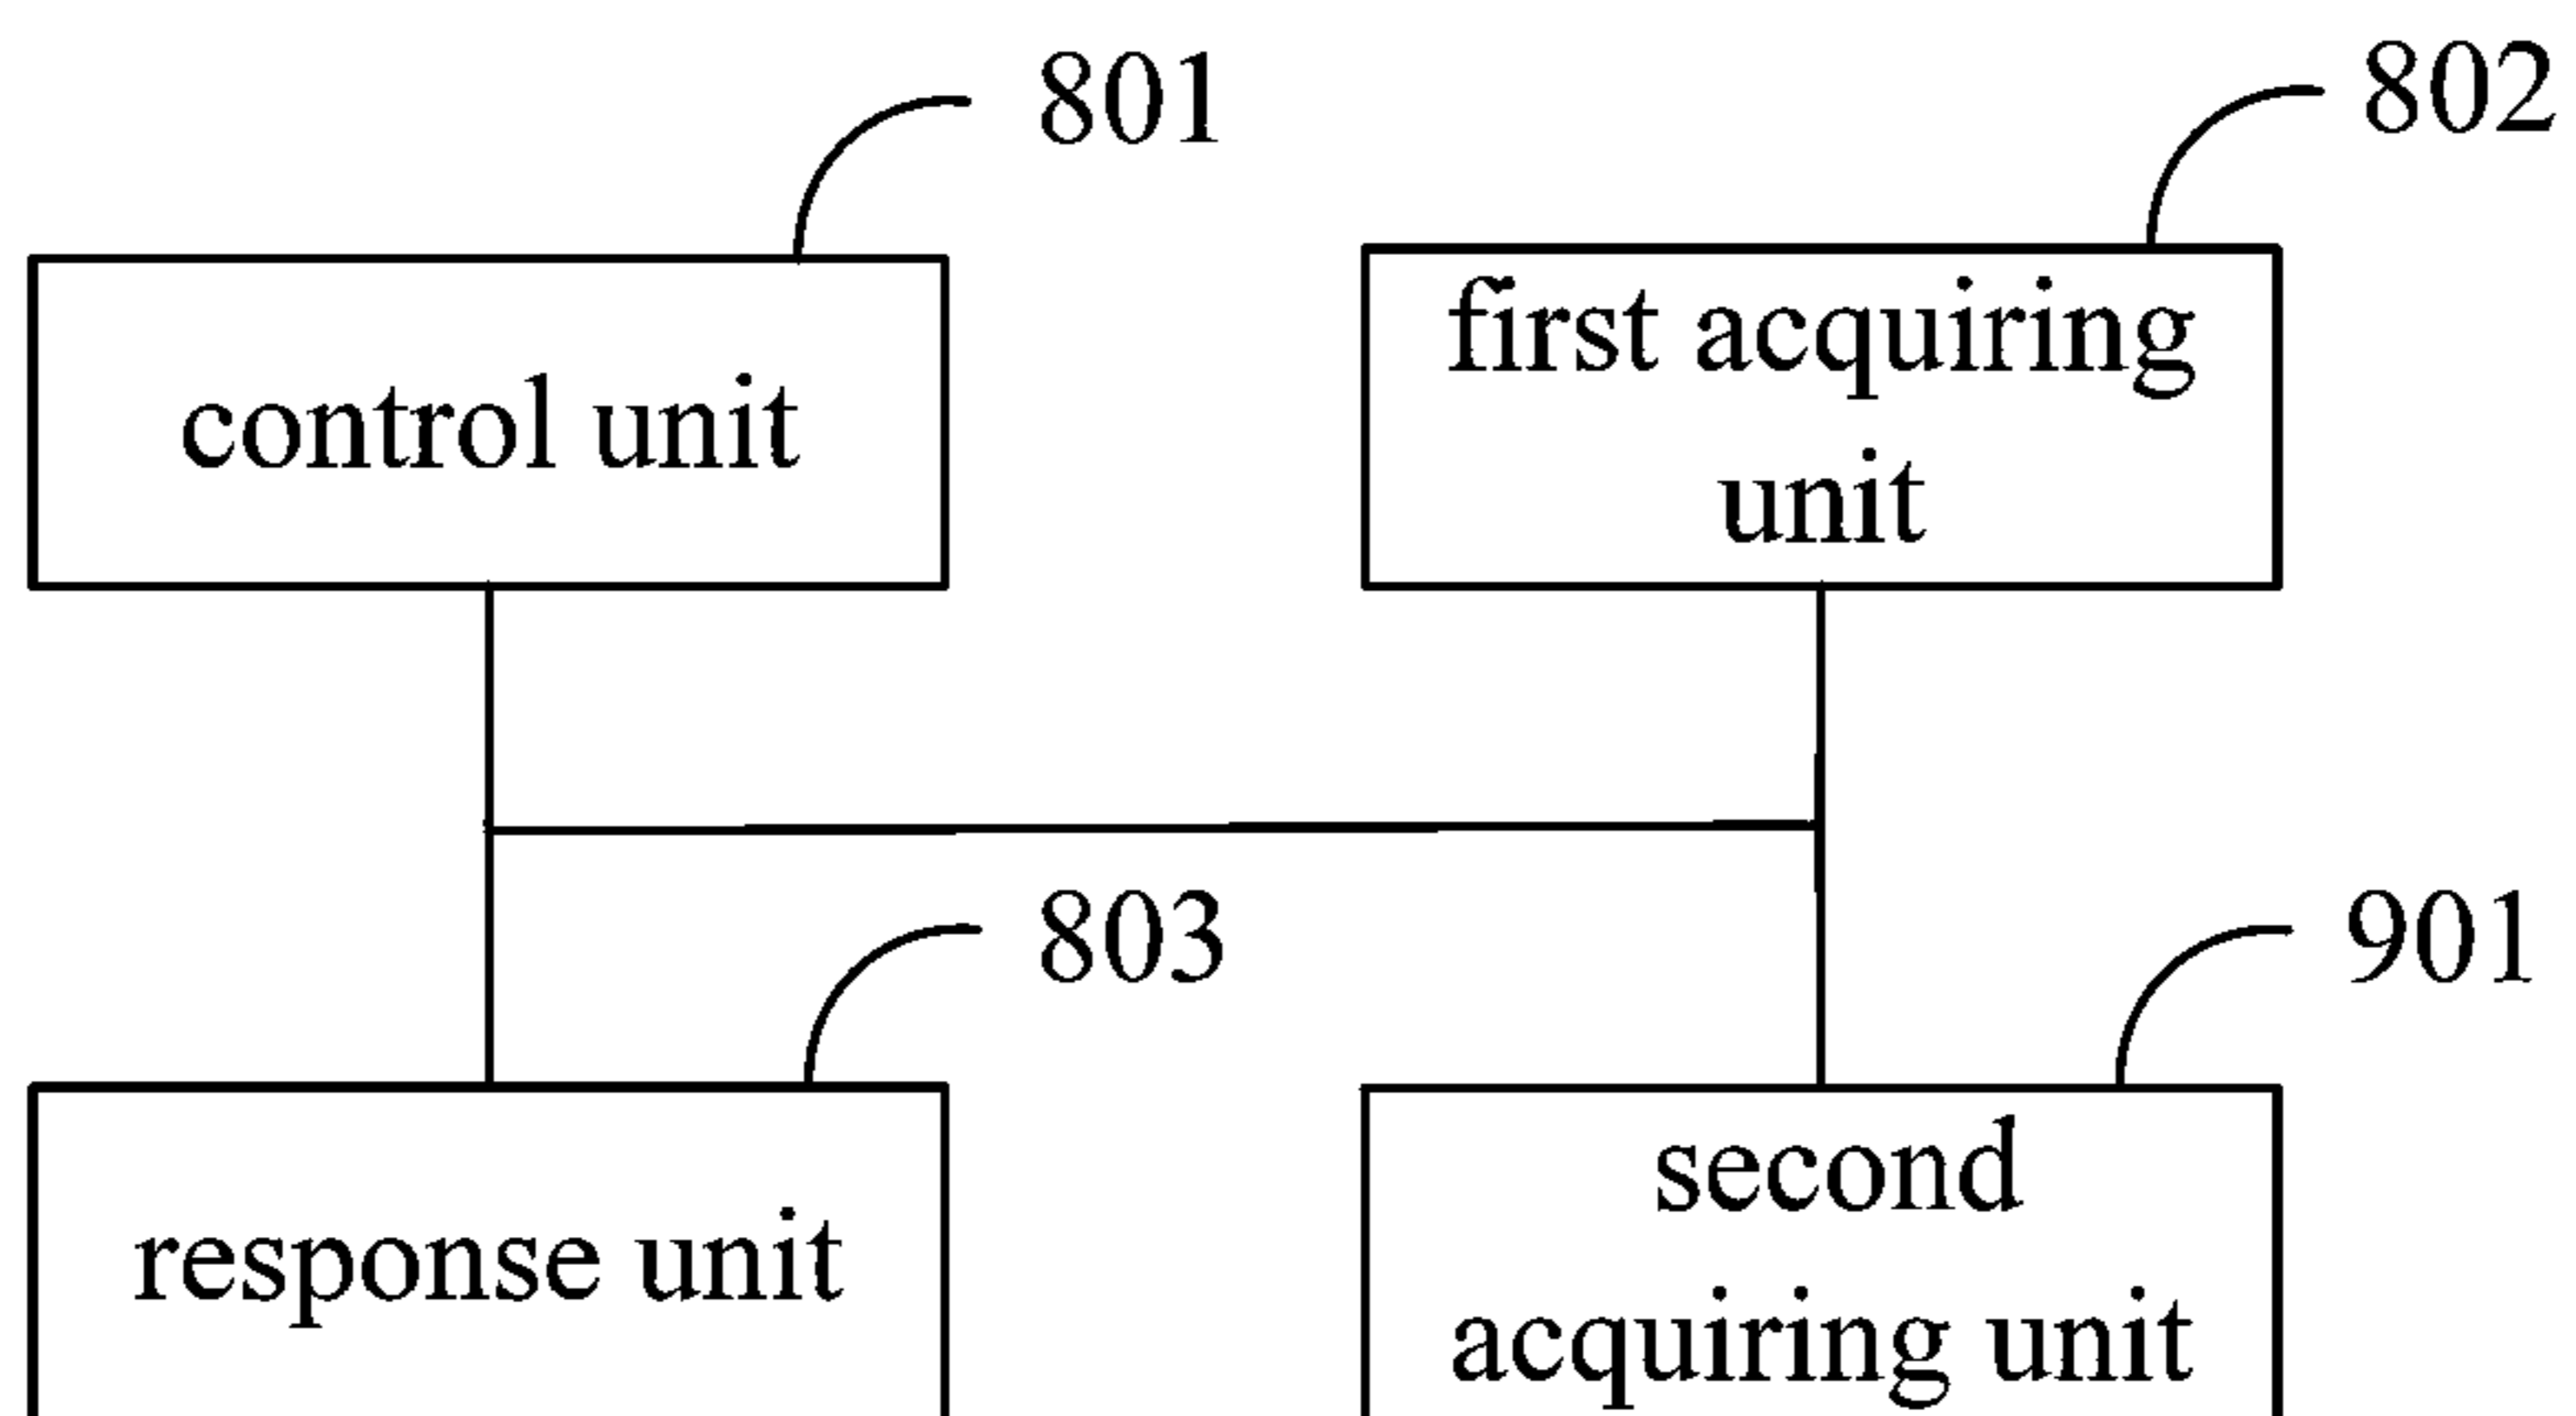 801
802
control unit
first acquiring
unit
803
901
response unit
second
acquiring unit